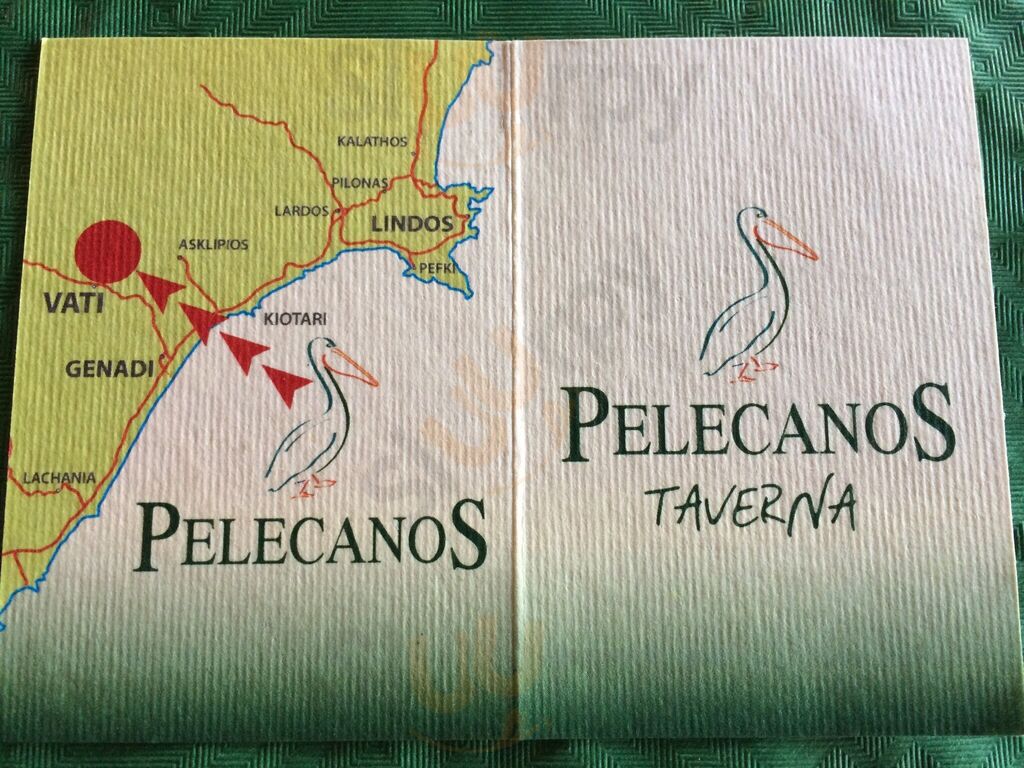 KALATHOS
PILONAS
LARDOS
LINDOS
ASKLIPIOS
PEFKI
VATI
KIOTARI
GENADI
LACHANIA
PELECANOS
PELECANOS
TAVERNA